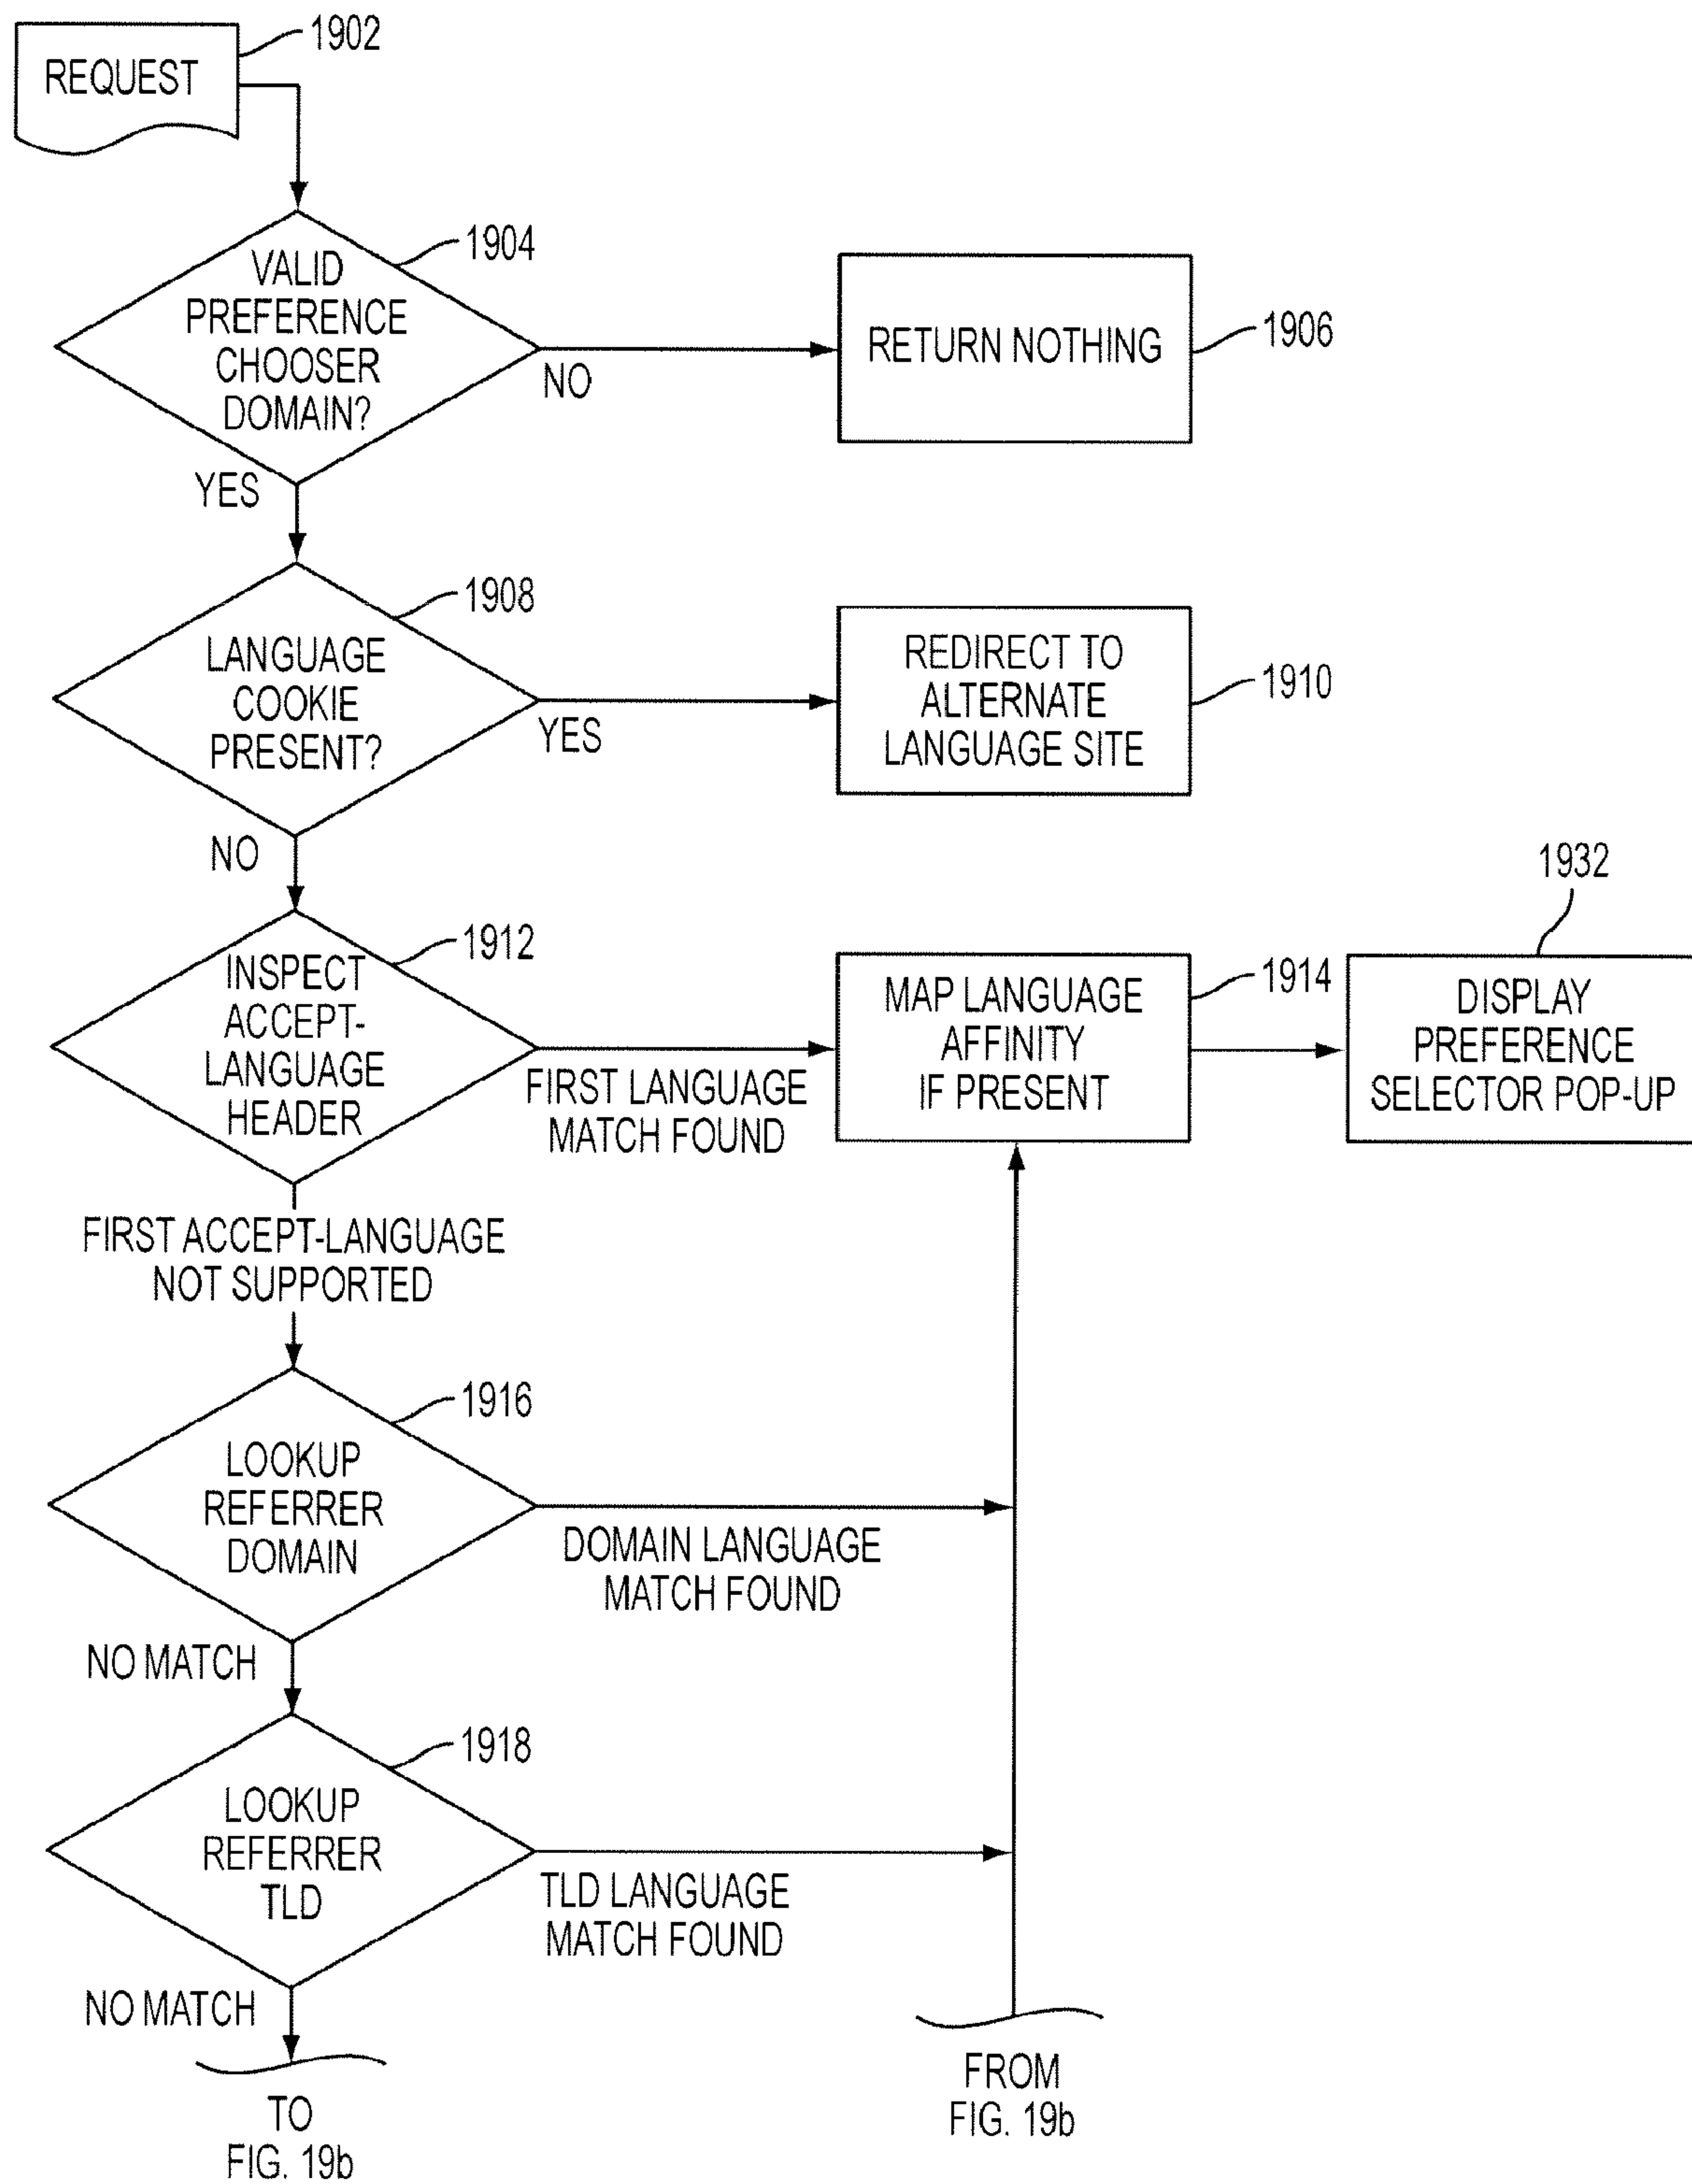 1902
REQUEST
1904
VALID
PREFERENCE
CHOOSER
DOMAIN?
NO
RETURN NOTHING
1906
YES
1908
LANGUAGE
COOKIE
PRESENT?
YES
REDIRECT TO
ALTERNATE
LANGUAGE SITE
1910
NO
1912
INSPECT
ACCEPT-
LANGUAGE
HEADER
FIRST LANGUAGE
MATCH FOUND
MAP LANGUAGE
AFFINITY
IF PRESENT
1914
1932
DISPLAY
PREFERENCE
SELECTOR POP-UP
FIRST ACCEPT-LANGUAGE
NOT SUPPORTED
1916
LOOKUP
REFERRER
DOMAIN
DOMAIN LANGUAGE
MATCH FOUND
NO MATCH
1918
LOOKUP
REFERRER
TLD
TLD LANGUAGE
MATCH FOUND
NO MATCH
TO
FIG. 19b
FROM
FIG. 19b